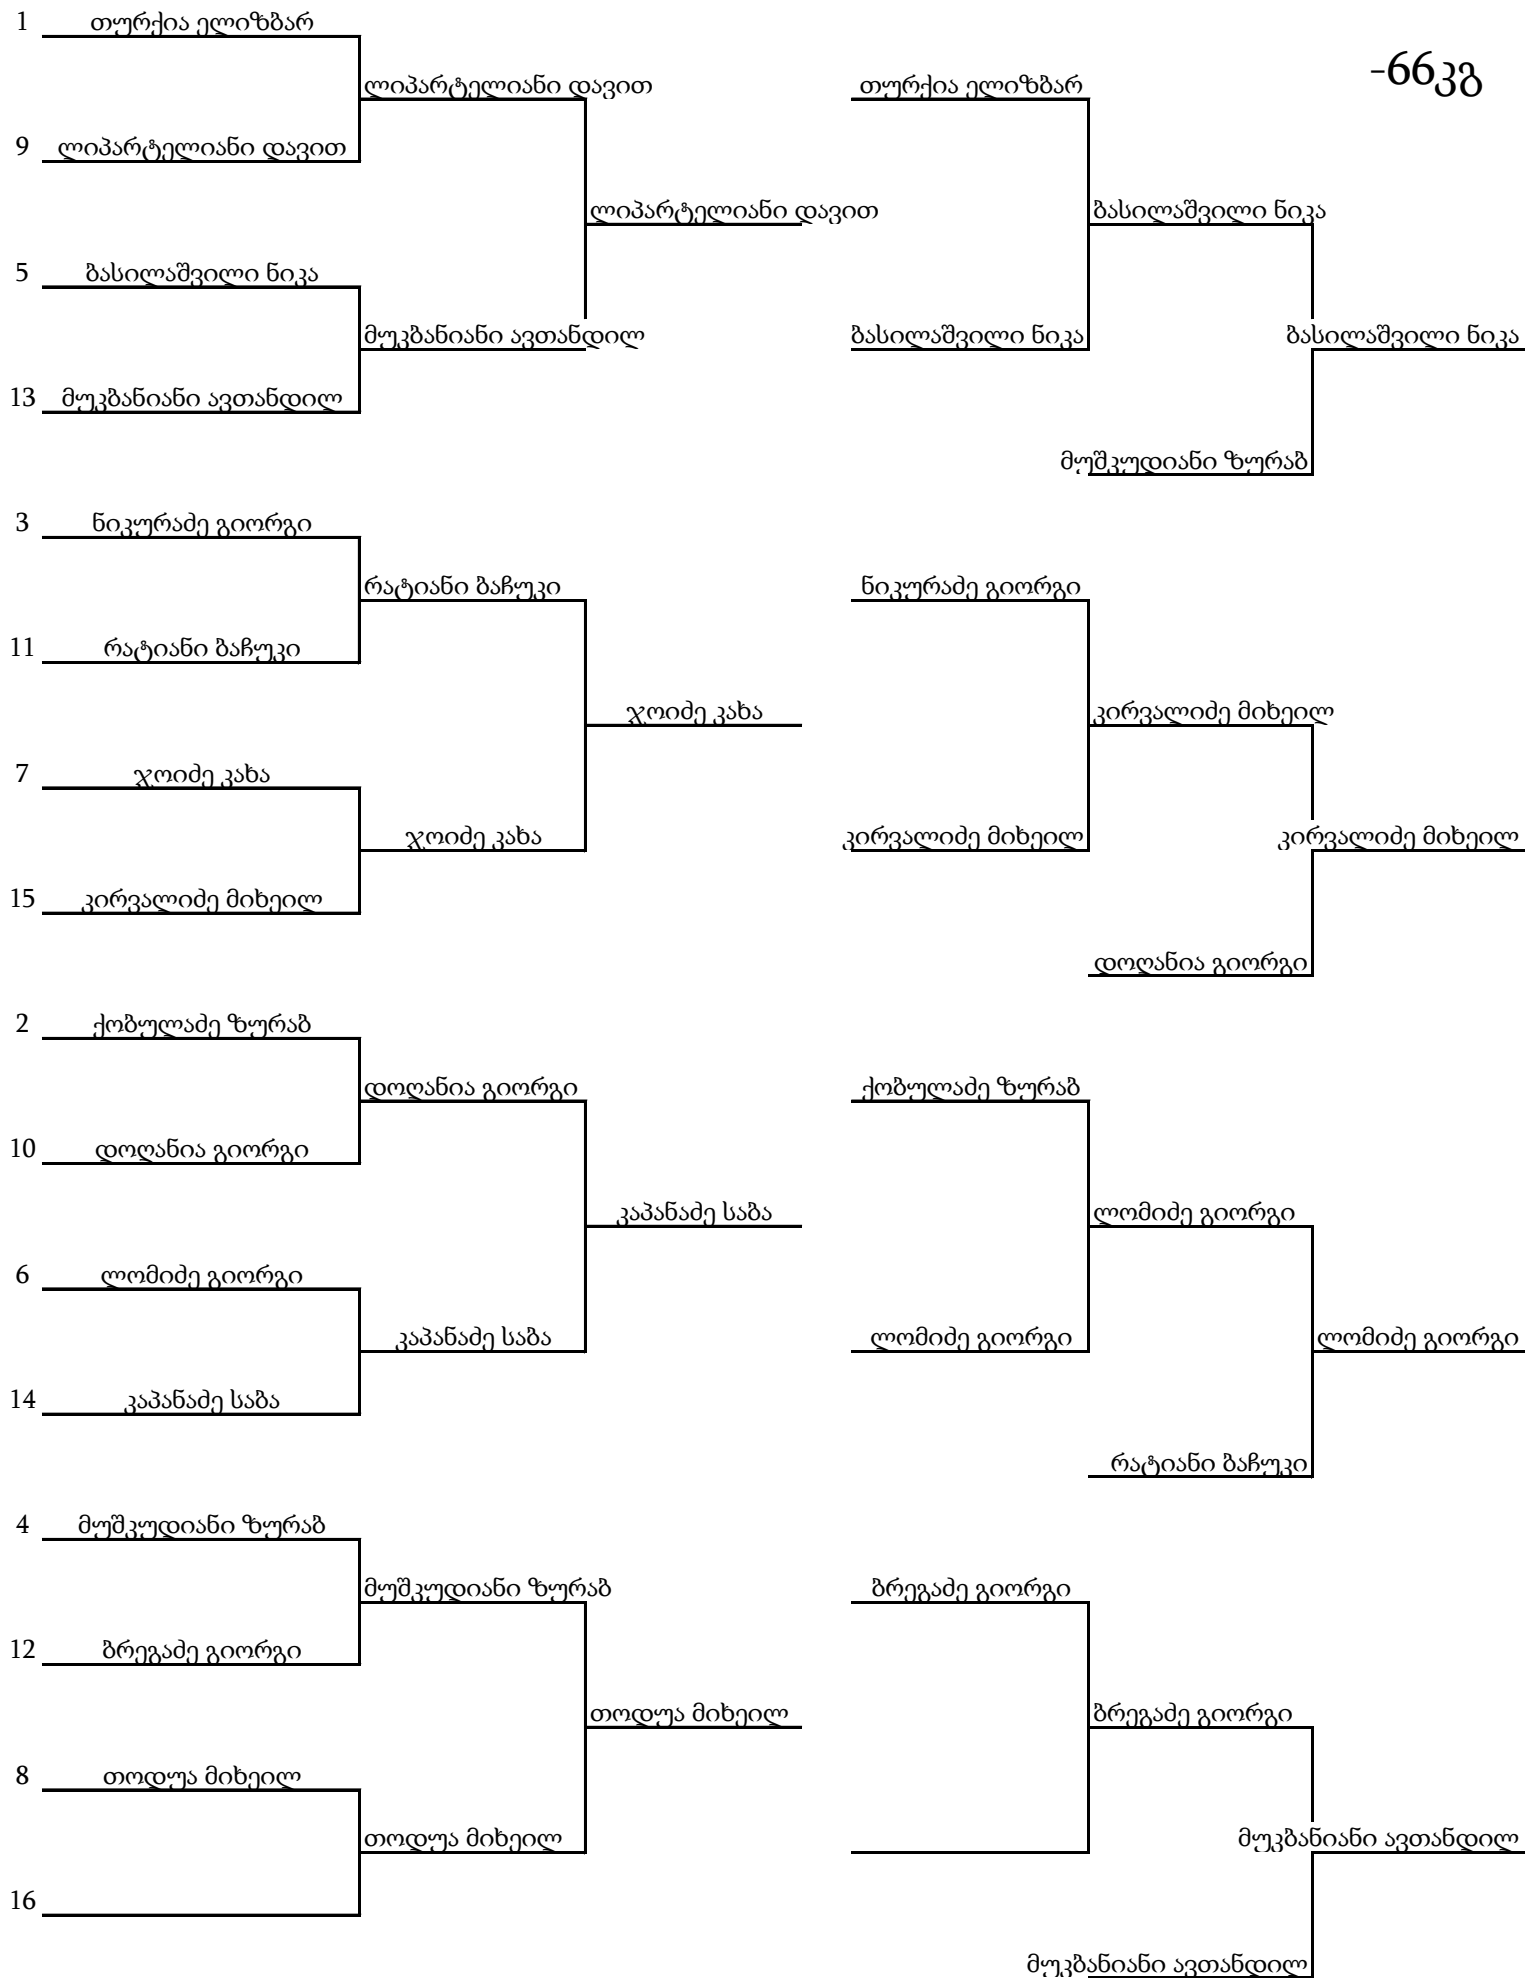 1 თურქია ელიზბარ
-66კგ
ლიპარტელიანი დავით
თურქია ელიზბარ
9 ლიპარტელიანი დავით
ლიპარტელიანი დავით
ბასილაშვილი ნიკა
5 ბასილაშვილი ნიკა
მუკბანიანი ავთანდილ
ბასილაშვილი ნიკა
ბასილაშვილი ნიკა
13 მუკბანიანი ავთანდილ
მუშკუდიანი ზურაბ
3 ნიკურაძე გიორგი
რატიანი ბაჩუკი
ნიკურაძე გიორგი
11 რატიანი ბაჩუკი
ჯოიძე კახა
კირვალიძე მიხეილ
7 ჯოიძე კახა
ჯოიძე კახა
კირვალიძე მიხეილ
კირვალიძე მიხეილ
15 კირვალიძე მიხეილ
დოღანია გიორგი
2 ქობულაძე ზურაბ
დოღანია გიორგი
ქობულაძე ზურაბ
10 დოღანია გიორგი
კაპანაძე საბა
ლომიძე გიორგი
6 ლომიძე გიორგი
კაპანაძე საბა
ლომიძე გიორგი
ლომიძე გიორგი
14 კაპანაძე საბა
რატიანი ბაჩუკი
4 მუშკუდიანი ზურაბ
მუშკუდიანი ზურაბ
ბრეგაძე გიორგი
12 ბრეგაძე გიორგი
თოდუა მიხეილ
ბრეგაძე გიორგი
8 თოდუა მიხეილ
თოდუა მიხეილ
მუკბანიანი ავთანდილ
16
მუკბანიანი ავთანდილ